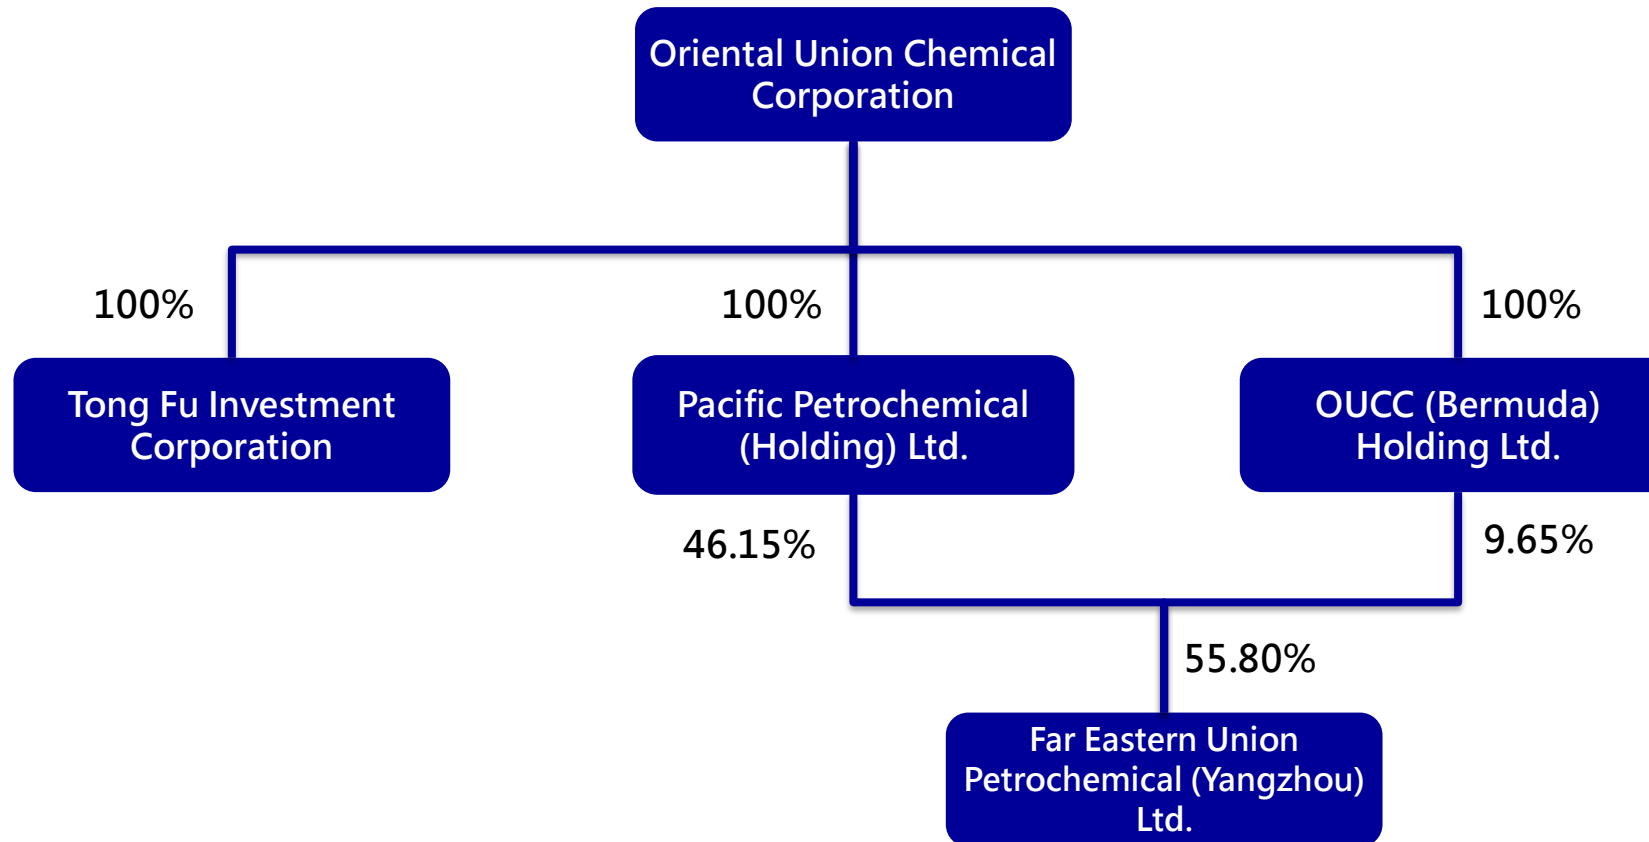 Oriental Union Chemical
Corporation
100%
100%
100%
Tong Fu Investment
Corporation
Pacific Petrochemical
(Holding) Ltd.
OUCC (Bermuda)
Holding Ltd.
46.15%
9.65%
55.80%
Far Eastern Union
Petrochemical (Yangzhou)
Ltd.